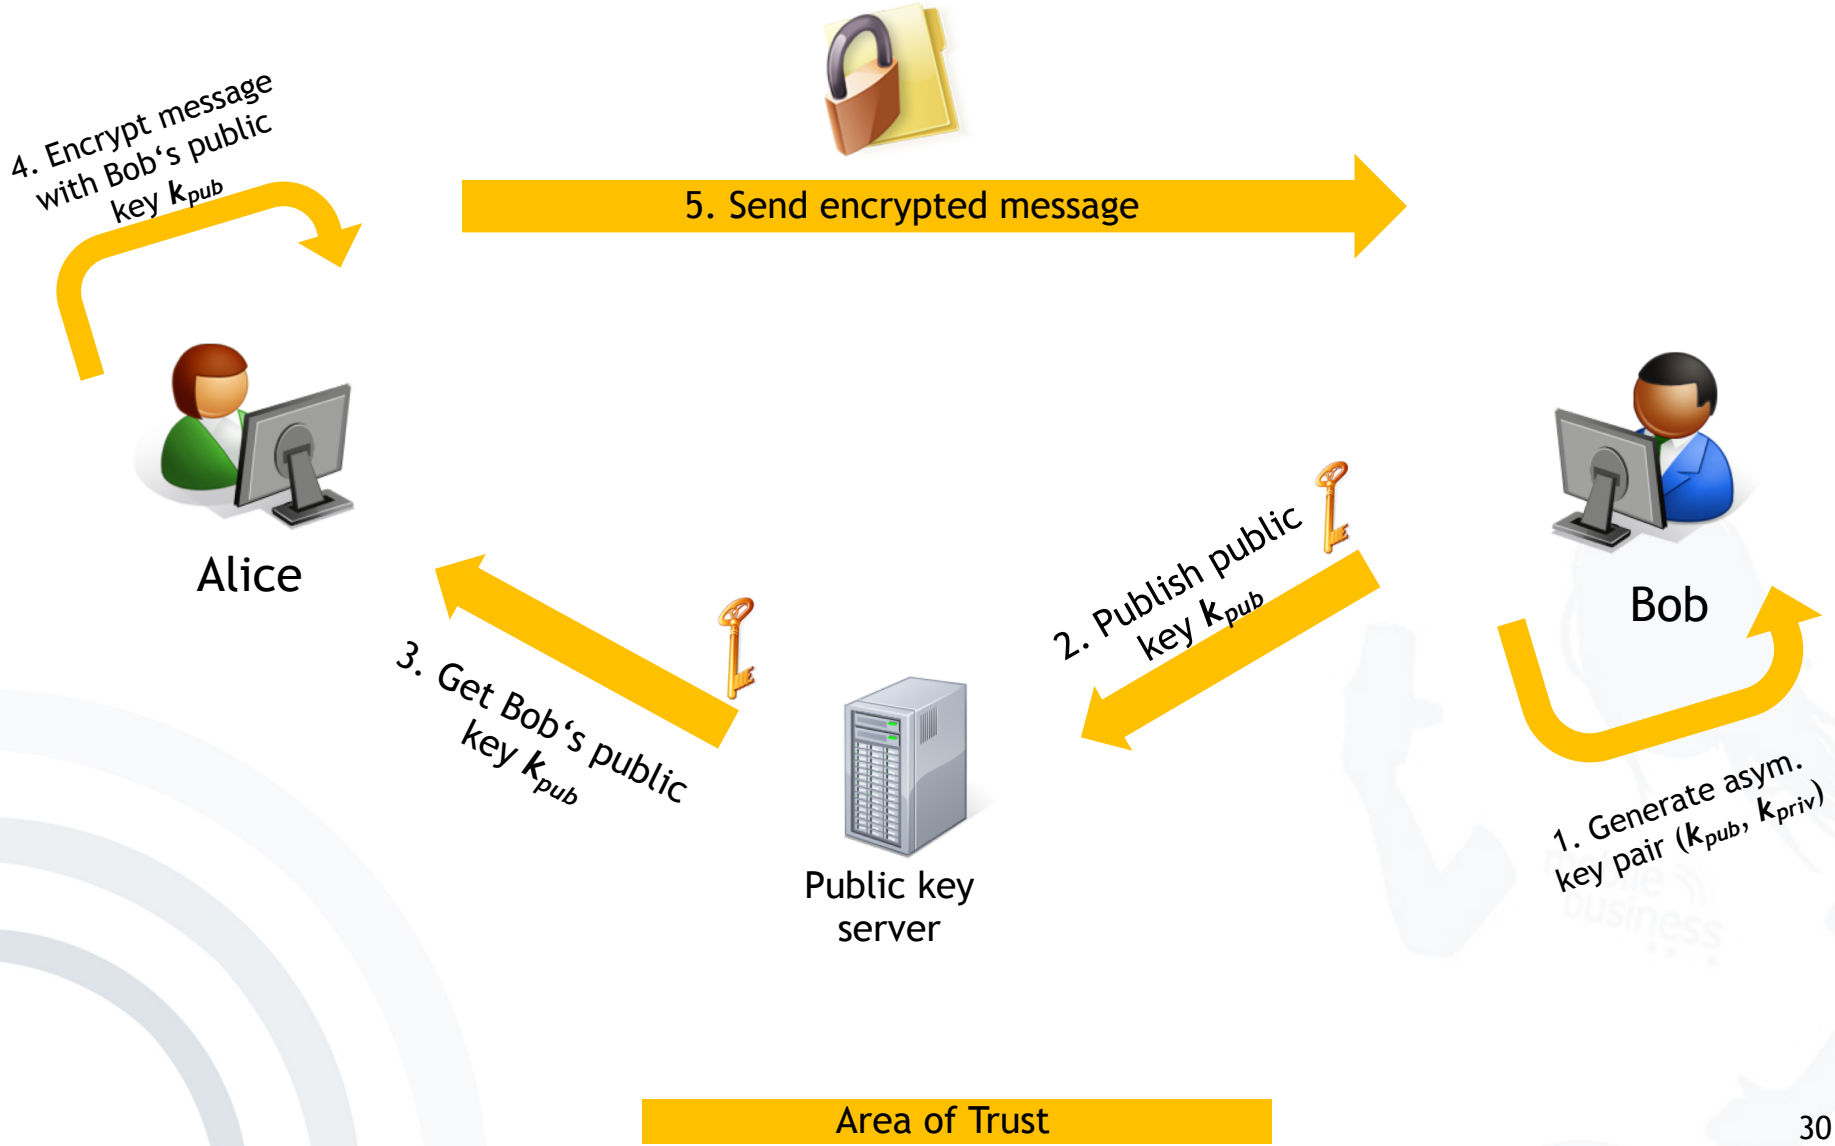 4. Encrypt message
with Bob‘s public
key kpub
5. Send encrypted message
Alice
Bob
2. Publish public
key kpub
3. Get Bob‘s public
key kpub
1. Generate asym.
key pair (kpub, kpriv)
Public key
server
business
Area of Trust
30